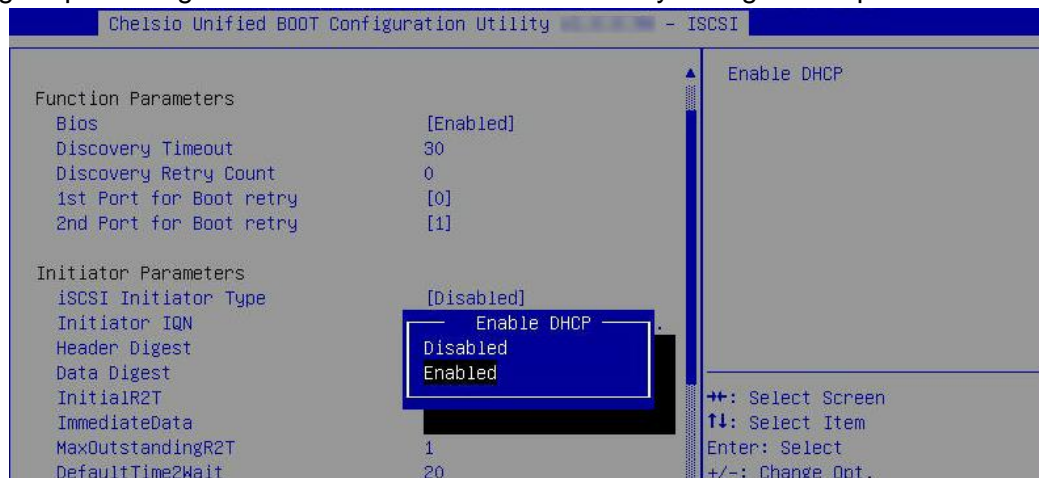 Chelsio Unified BOOT Configuration Utility - ISCSI
Function Parameters
Bios [Enabled]
Discovery Timeout 30
Discovery Retry Count 0
1st Port for Boot retry [0]
2nd Port for Boot retry [1]
Initiator Parameters
iSCSI Initiator Type [Disabled]
Initiator IQN
Header Digest
Data Digest
InitialR2T
ImmediateData
MaxOutstandingR2T 1
DefaultTime2Wait 20
Enable DHCP
Disabled
Enabled
Enable DHCP
→←: Select Screen
↑↓: Select Item
Enter: Select
+/-: Change Opt.